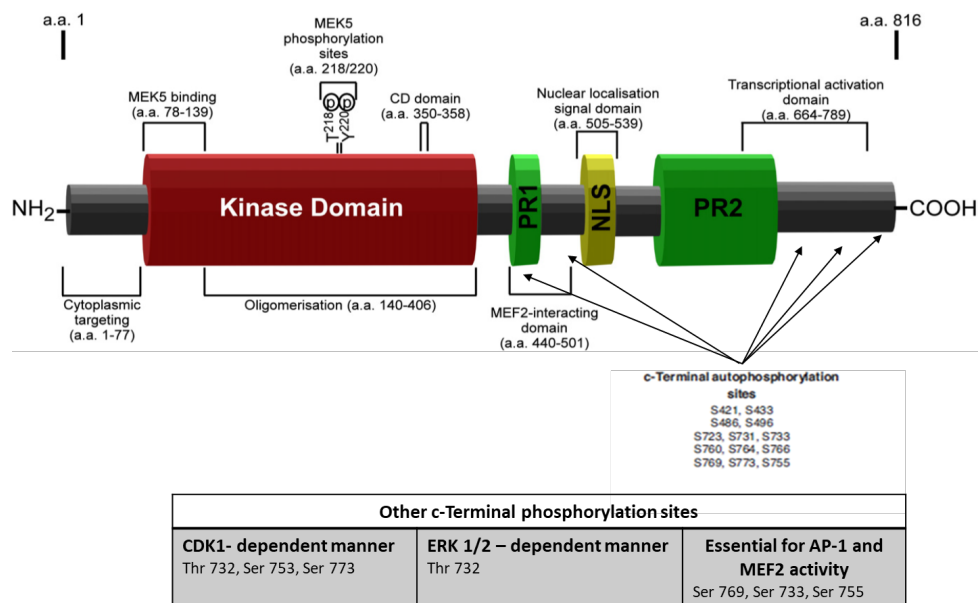 a.a. 1
a.a. 816
MEK5
phosphorylation
sites
(a.a. 218/220)
MEK5 binding
(a.a. 78-139)
CD domain
(a.a. 350-358)
Nuclear localisation
signal domain
(a.a. 505-539)
Transcriptional activation
domain
(a.a. 664-789)
p p
T218
Y220
NH2
Kinase Domain
PR1
NLS
PR2
COOH
Cytoplasmic
targeting
(a.a. 1-77)
Oligomerisation (a.a. 140-406)
MEF2-interacting
domain
(a.a. 440-501)
c-Terminal autophosphorylation
sites
S421, S433
S486, S496
S723, S731, S733
S760, S764, S766
S769, S773, S755
Other c-Terminal phosphorylation sites
CDK1- dependent manner
Thr 732, Ser 753, Ser 773
ERK 1/2 – dependent manner
Thr 732
Essential for AP-1 and
MEF2 activity
Ser 769, Ser 733, Ser 755